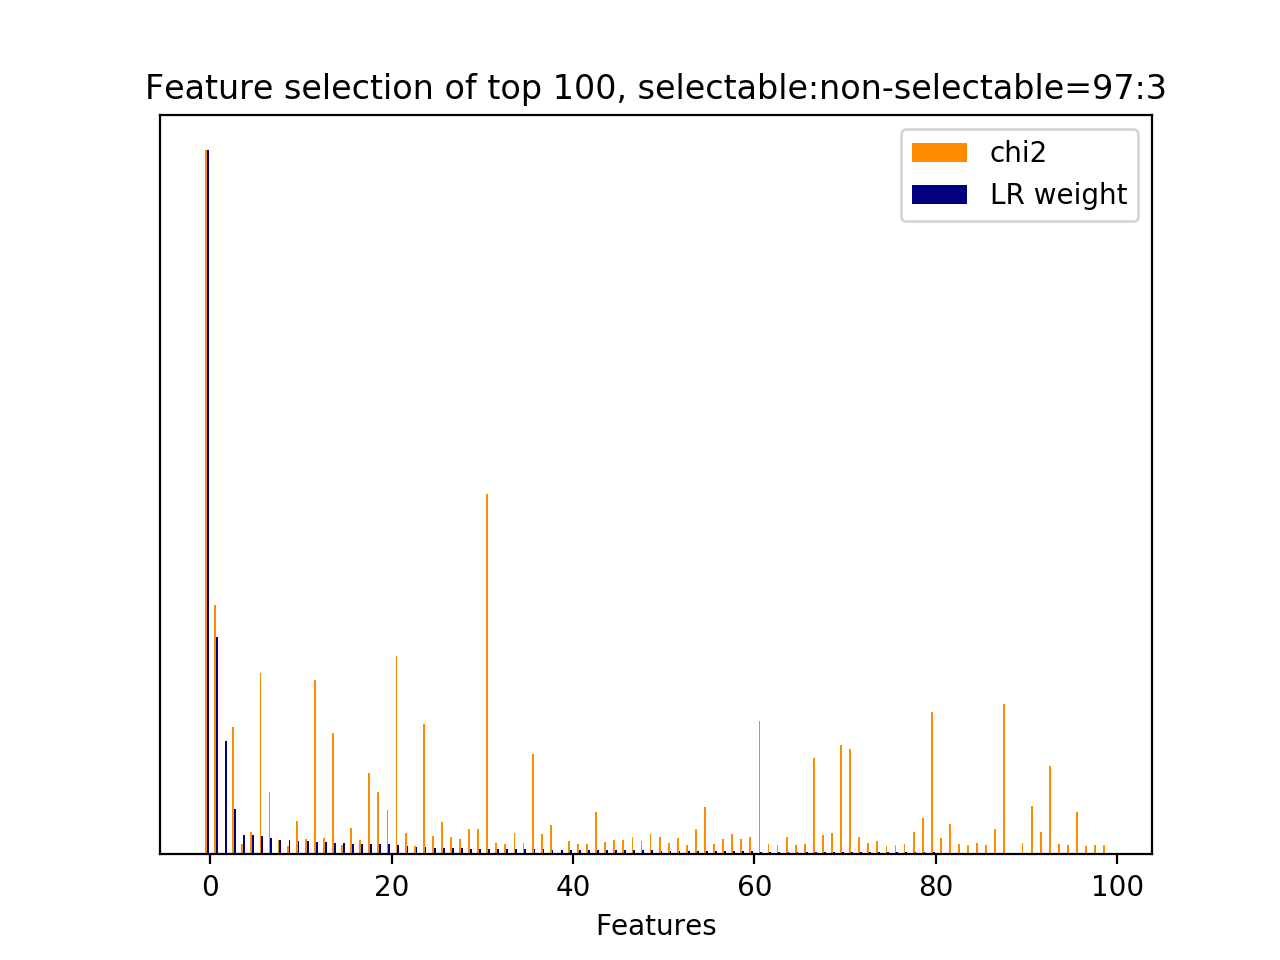 Feature selection of top 100, selectable:non-selectable=97:3
chi2
LR weight
0 20 40 60 80 100
Features